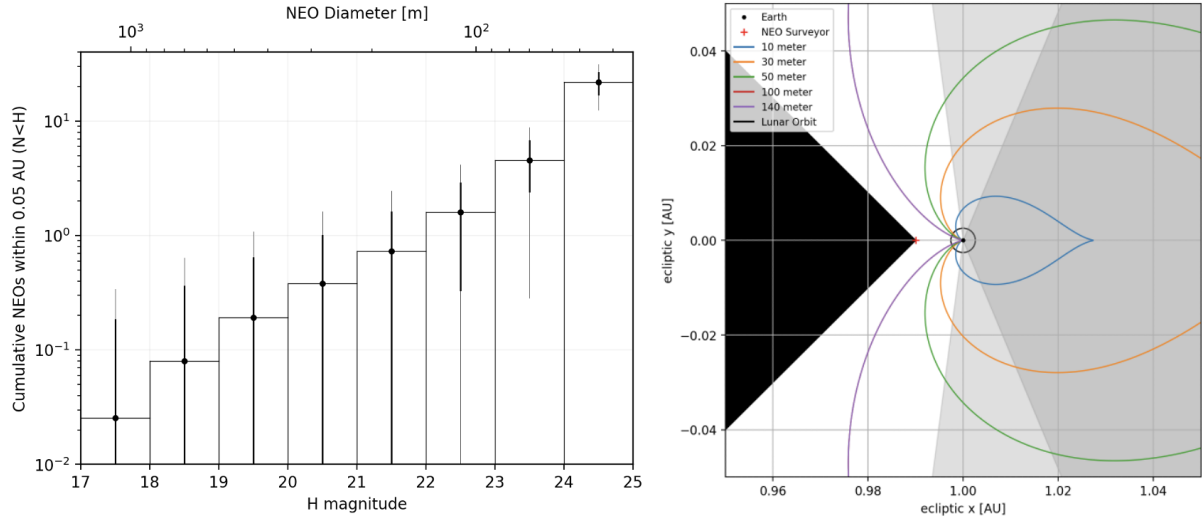 NEO Diameter [m]
10³ 10²
Cumulative NEOs within 0.05 AU (N<H)
10¹
10⁰
10⁻¹
10⁻²
17 18 19 20 21 22 23 24 25
H magnitude
Earth
NEO Surveyor
10 meter
30 meter
50 meter
100 meter
140 meter
Lunar Orbit
ecliptic y [AU]
0.04
0.02
0.00
−0.02
−0.04
0.96 0.98 1.00 1.02 1.04
ecliptic x [AU]